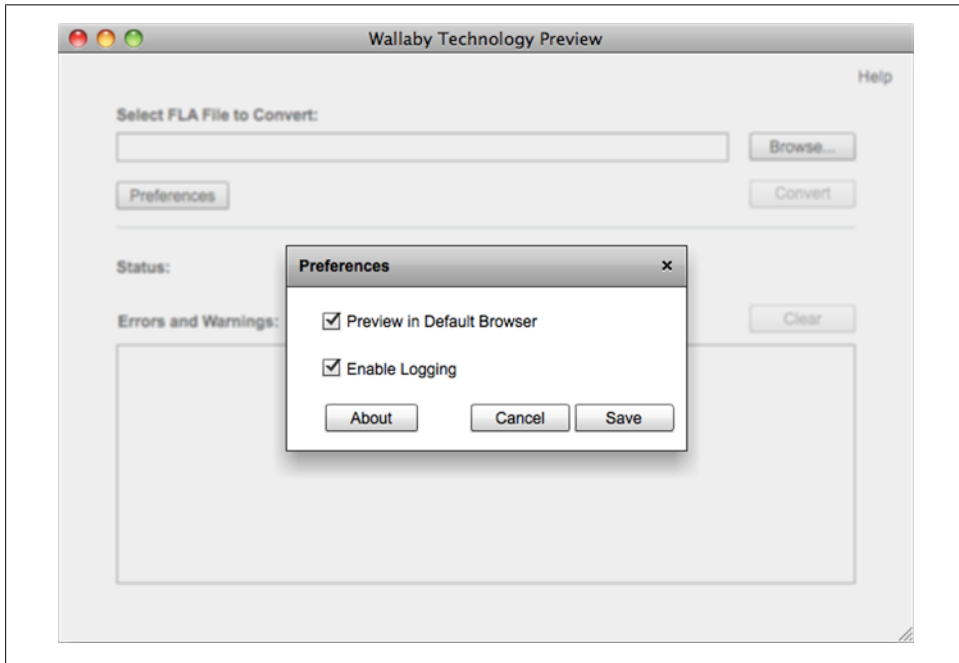 Wallaby Technology Preview
Help
Select FLA File to Convert:
Browse...
Preferences
Convert
Status:
Preferences
×
Errors and Warnings:
Preview in Default Browser
Clear
Enable Logging
About
Cancel
Save